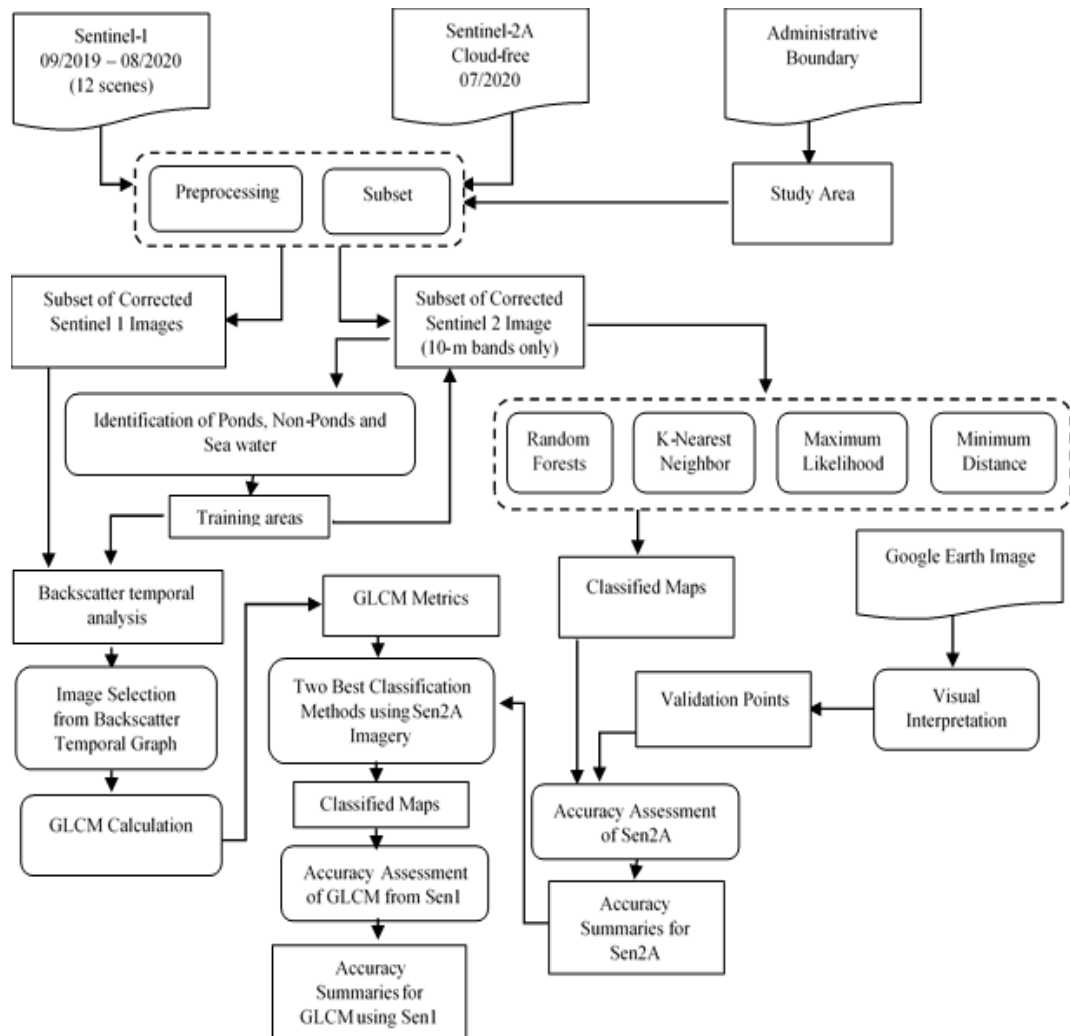 Sentinel-1
09/2019 – 08/2020
(12 scenes)
Sentinel-2A
Cloud-free
07/2020
Administrative
Boundary
Preprocessing
Subset
Study Area
Subset of Corrected
Sentinel 1 Images
Subset of Corrected
Sentinel 2 Image
(10-m bands only)
Identification of Ponds, Non-Ponds and
Sea water
Random
Forests
K-Nearest
Neighbor
Maximum
Likelihood
Minimum
Distance
Training areas
Google Earth Image
Backscatter temporal
analysis
GLCM Metrics
Classified Maps
Image Selection
from Backscatter
Temporal Graph
Two Best Classification
Methods using Sen2A
Imagery
Validation Points
Visual
Interpretation
GLCM Calculation
Classified Maps
Accuracy Assessment
of Sen2A
Accuracy Assessment
of GLCM from Sen1
Accuracy
Summaries for
Sen2A
Accuracy
Summaries for
GLCM using Sen1